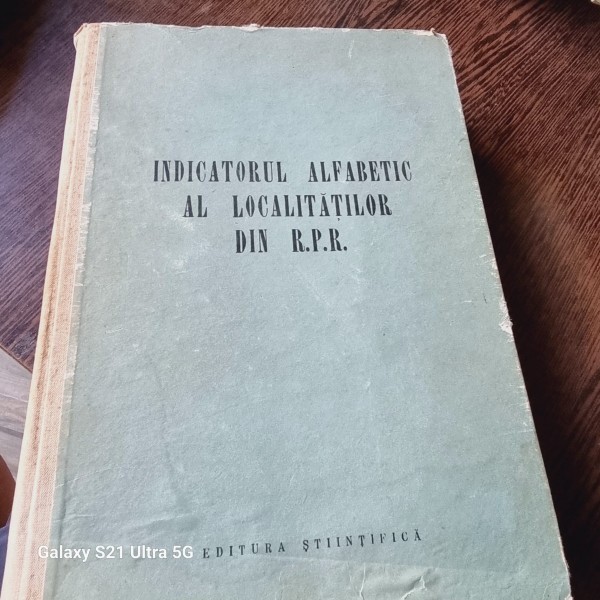 INDICATORUL ALFABETIC
AL LOCALITĂȚILOR
DIN R.P.R.
EDITURA ȘTIINȚIFICĂ
Galaxy S21 Ultra 5G